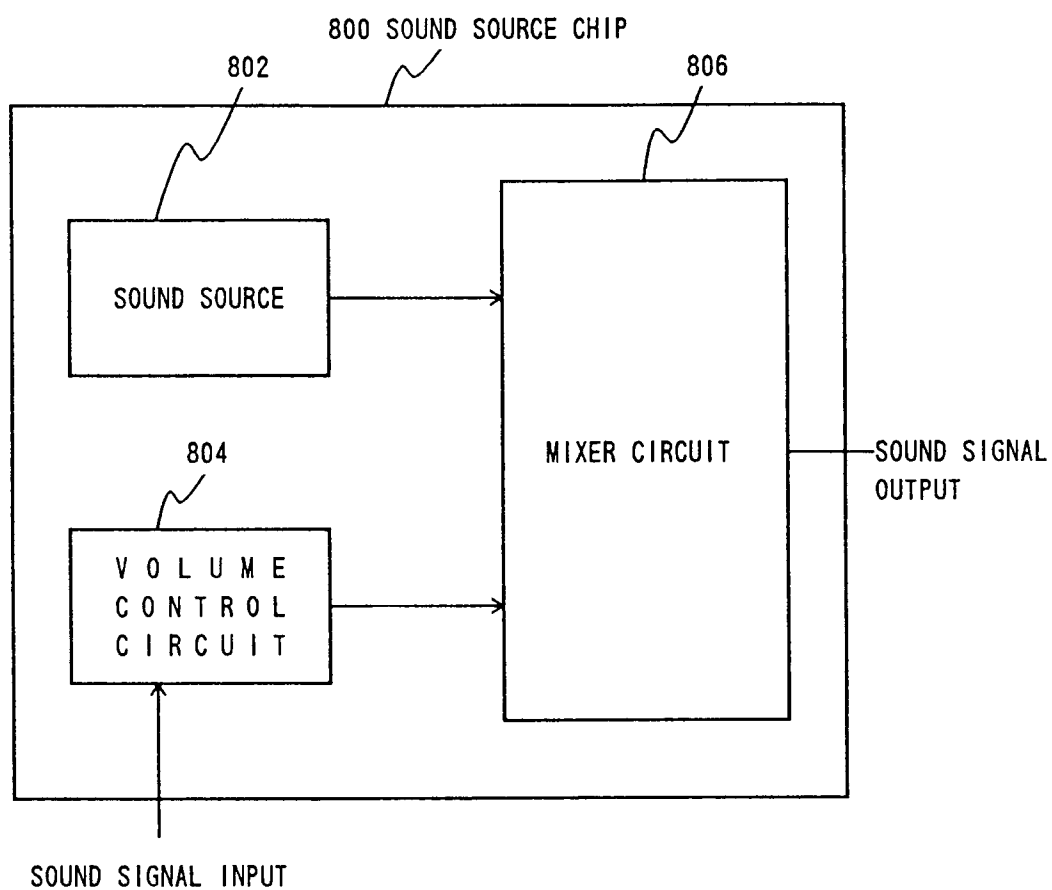 800 SOUND SOURCE CHIP
802
806
SOUND SOURCE
804
MIXER CIRCUIT
SOUND SIGNAL
OUTPUT
VOLUME
CONTROL
CIRCUIT
SOUND SIGNAL INPUT